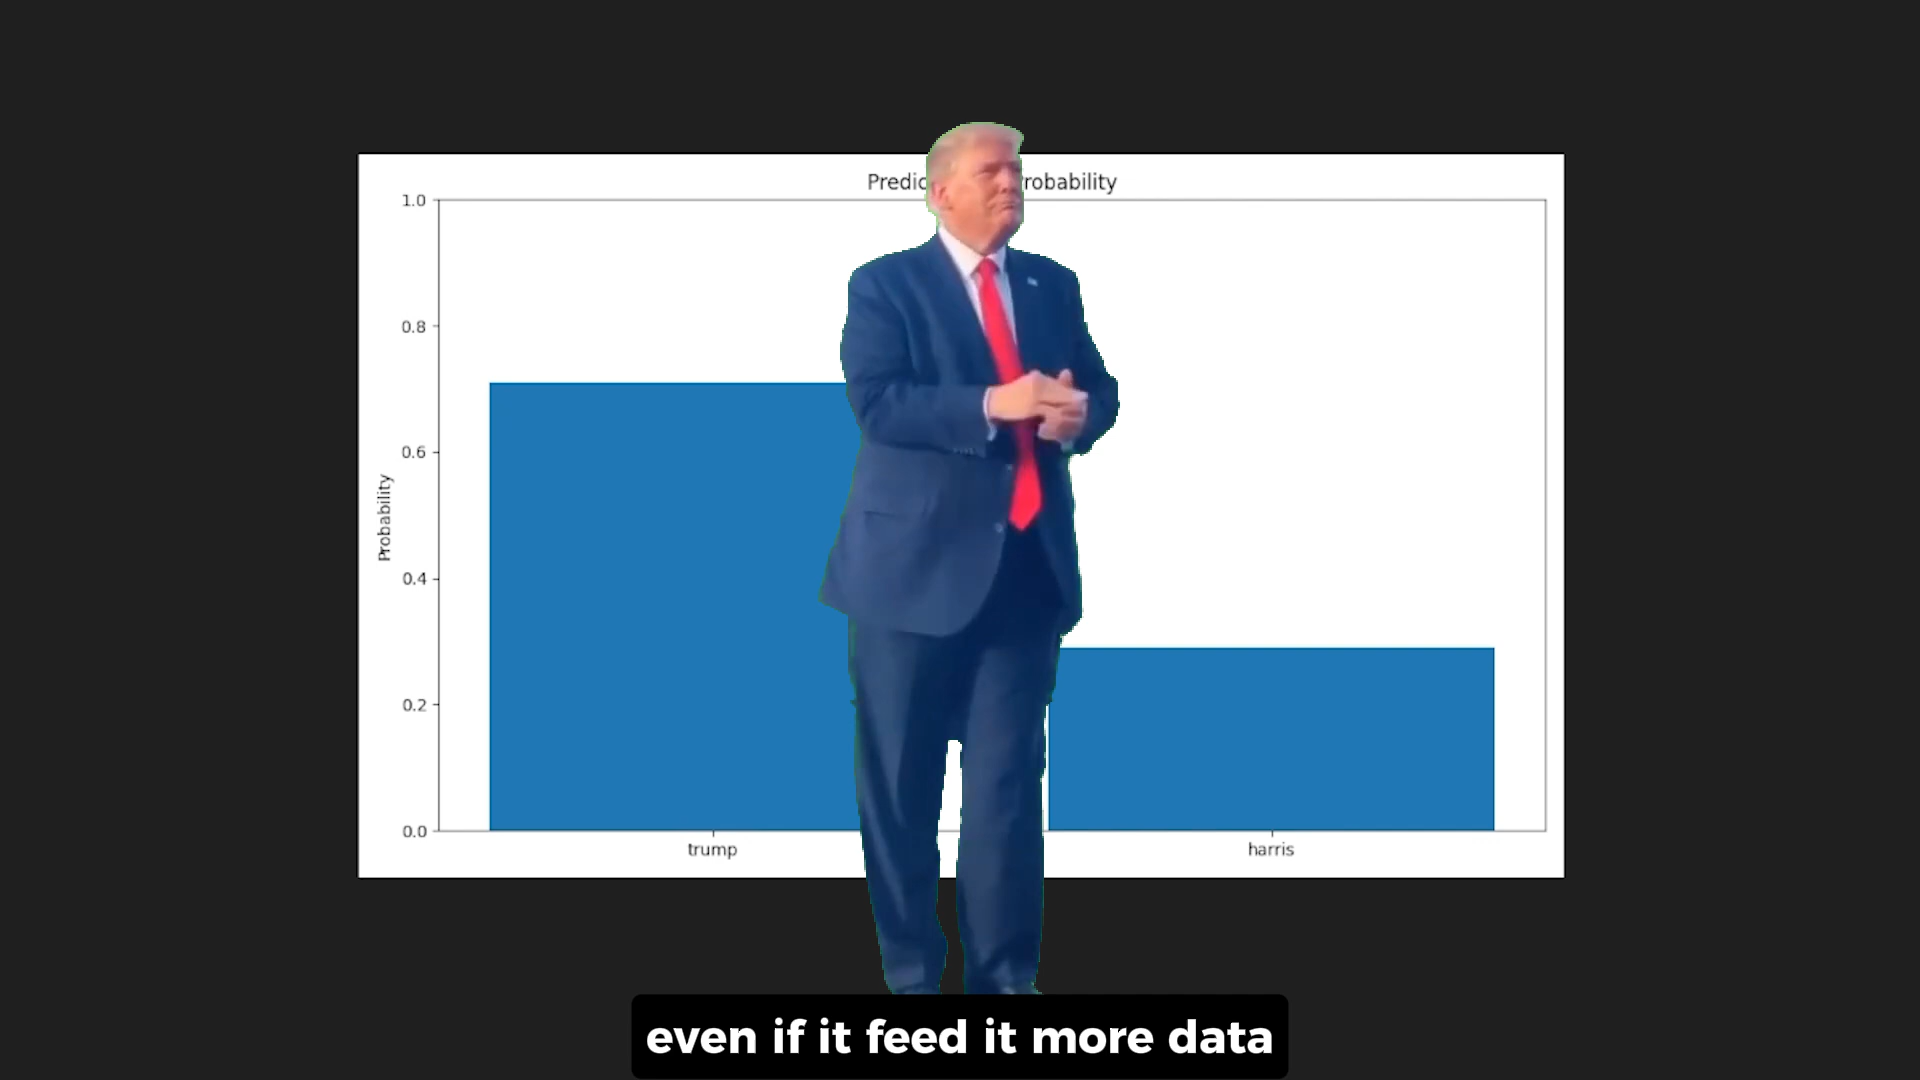 Predic robability
1.0
0.8
0.6
0.4
0.2
0.0
Probability
trump
harris
even if it feed it more data